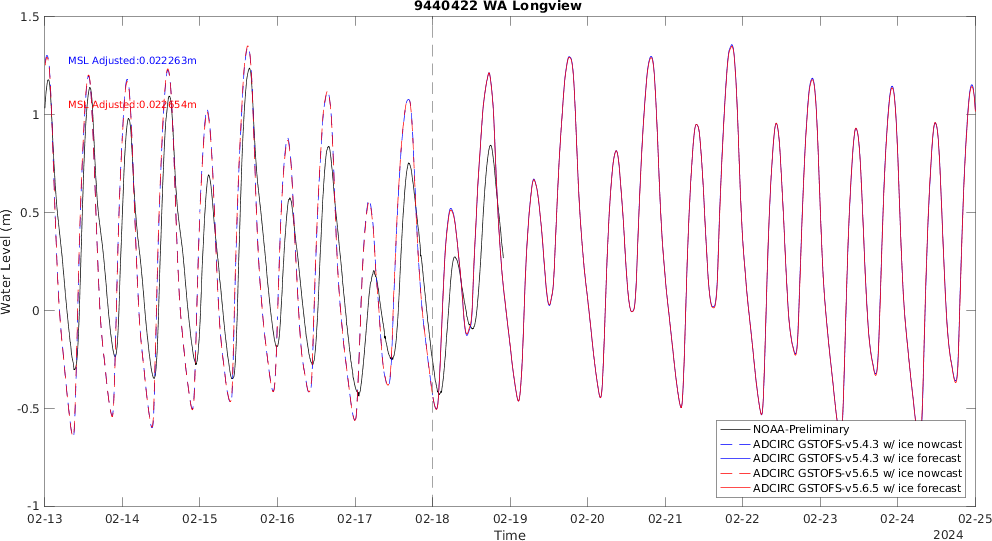 9440422 WA Longview
1.5
MSL Adjusted:0.022263m
MSL Adjusted:0.022654m
1
0.5
0
-0.5
-1
Water Level (m)
NOAA-Preliminary
ADCIRC GSTOFS-v5.4.3 w/ ice nowcast
ADCIRC GSTOFS-v5.4.3 w/ ice forecast
ADCIRC GSTOFS-v5.6.5 w/ ice nowcast
ADCIRC GSTOFS-v5.6.5 w/ ice forecast
02-13 02-14 02-15 02-16 02-17 02-18 02-19 02-20 02-21 02-22 02-23 02-24 02-25
Time
2024